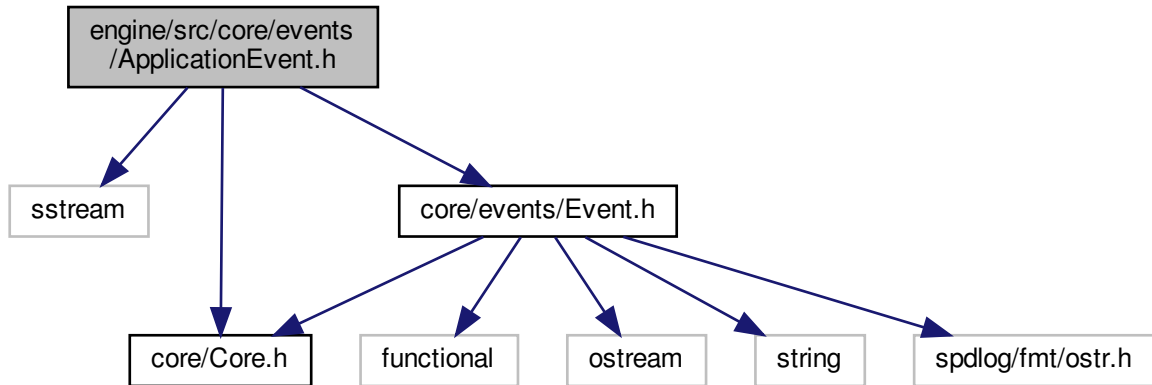 engine/src/core/events
/ApplicationEvent.h
sstream
core/events/Event.h
core/Core.h
functional
ostream
string
spdlog/fmt/ostr.h